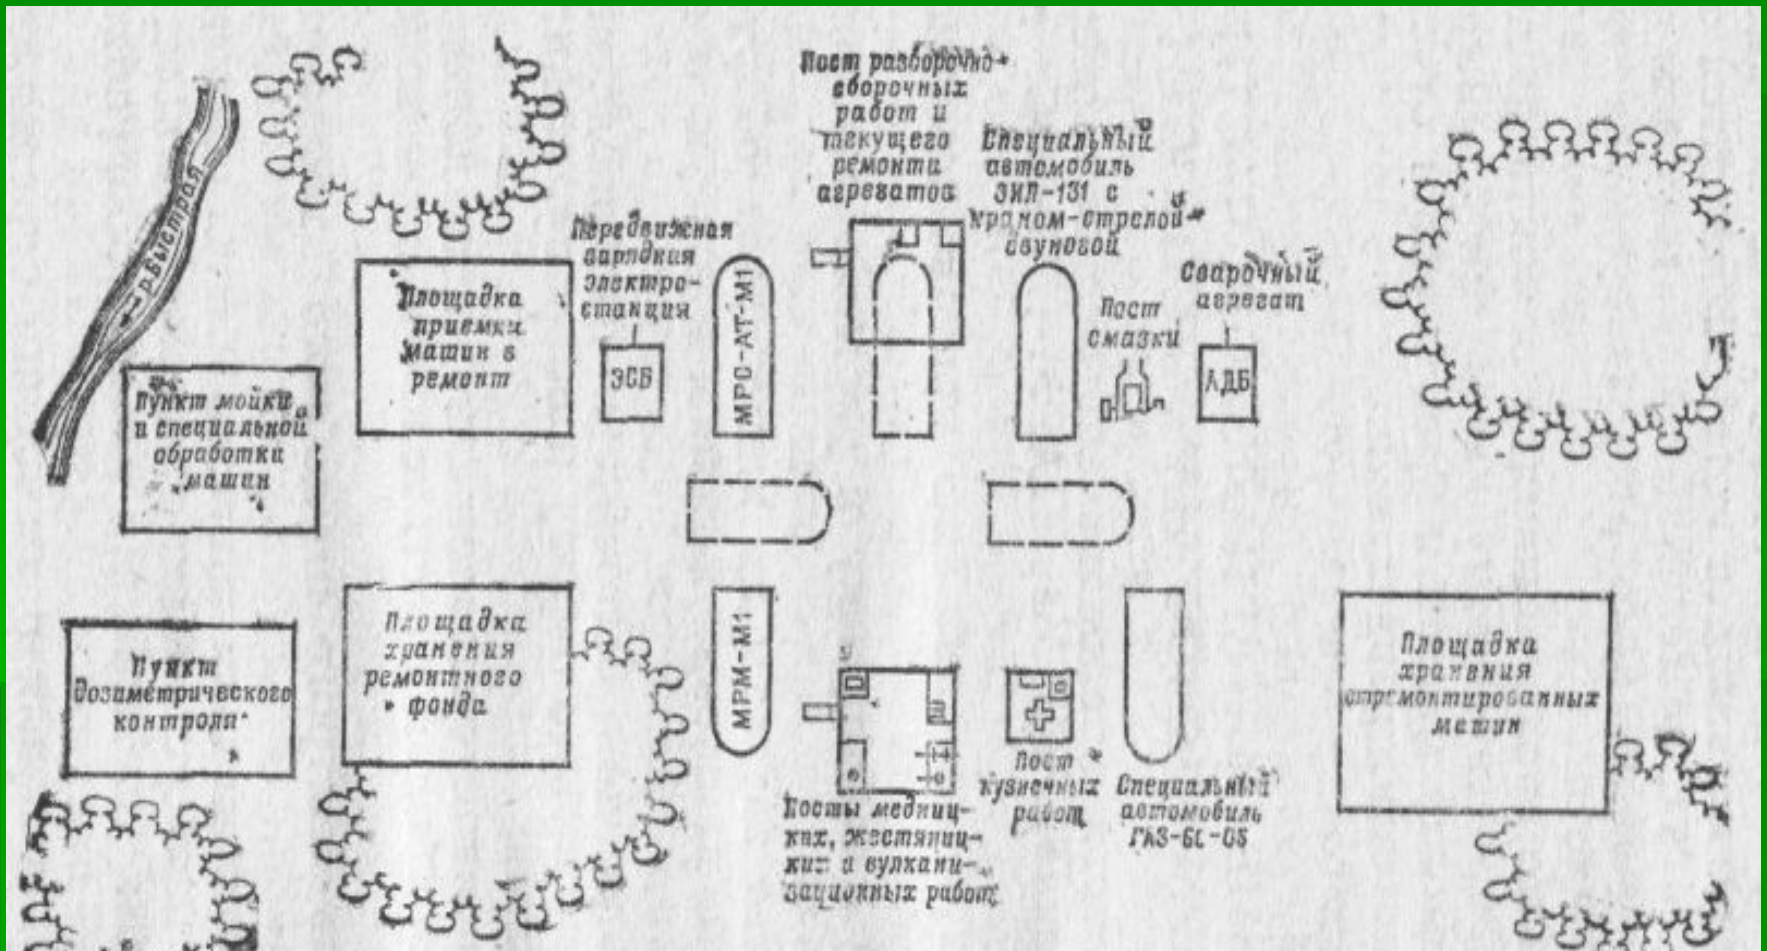 Пост разборочно-
сборочных
работ и
текущего
ремонта
агрегатов
Специальный
автомобиль
ЗИЛ-131 с
краном-стрелой
двуногой
р. Быстрая
Передвижная
зарядная
электро-
станция
Сварочный
агрегат
Площадка
приемки
машин в
ремонт
МРС-АТ-М1
Пост
смазки
ЭСБ
АДБ
Пункт мойки
и специальной
обработки
машин
Площадка
хранения
ремонтного
фонда
МРМ-М1
Площадка
хранения
отремонтированных
машин
Пункт
дозиметрического
контроля
Пост
кузнечных
работ
Специальный
автомобиль
ГАЗ-66-05
Посты медниц-
ких, жестяниц-
ких и вулкани-
зационных работ